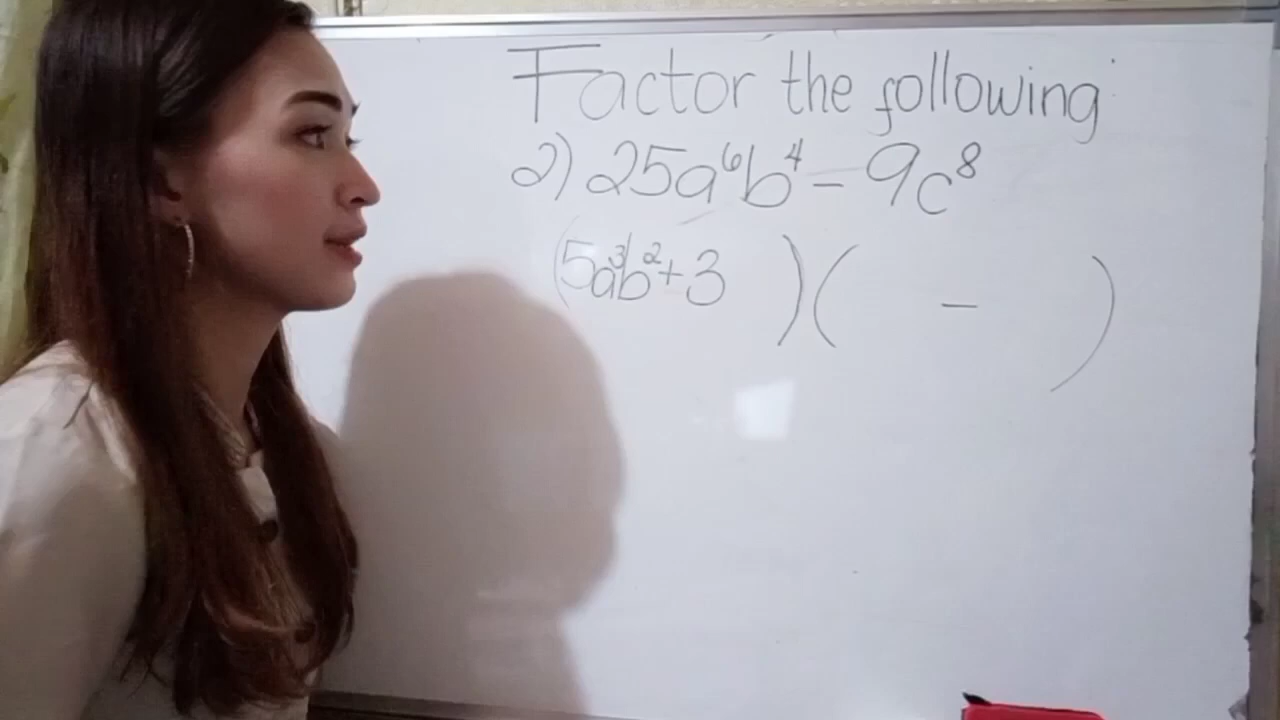 Factor the following
2) 25a⁶b⁴ - 9c⁸
(5a³b²+3 )( - )